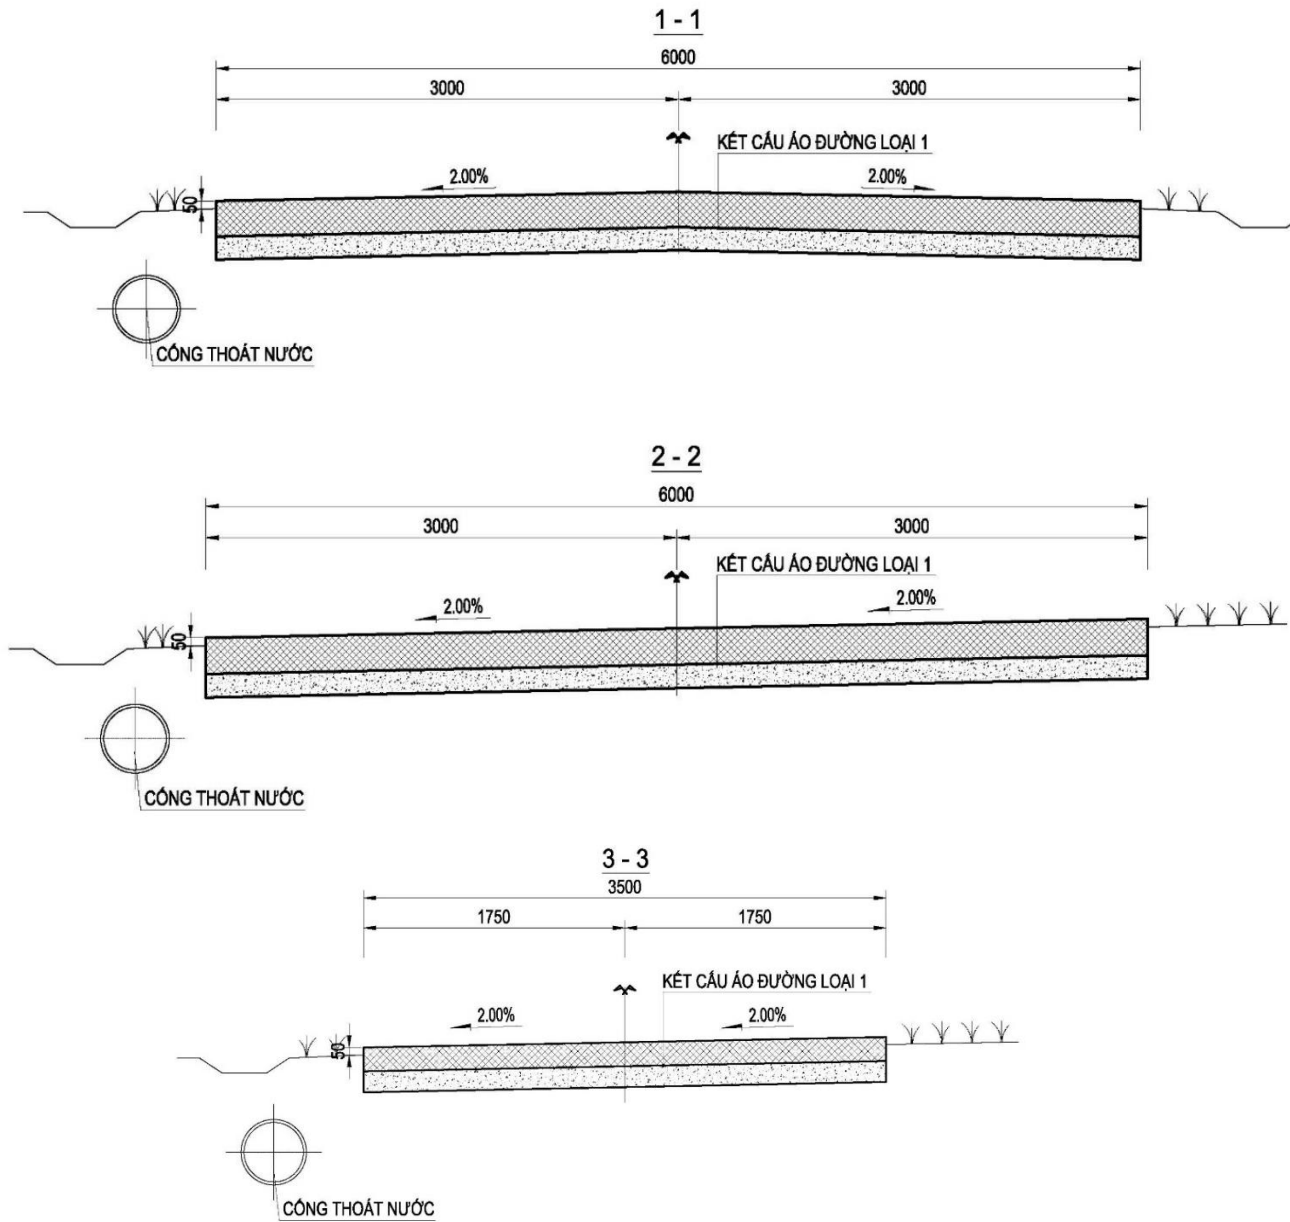 1 - 1
6000
3000 3000
KẾT CẤU ÁO ĐƯỜNG LOẠI 1
2.00% 2.00%
50
CỐNG THOÁT NƯỚC
2 - 2
6000
3000 3000
KẾT CẤU ÁO ĐƯỜNG LOẠI 1
2.00% 2.00%
50
CỐNG THOÁT NƯỚC
3 - 3
3500
1750 1750
KẾT CẤU ÁO ĐƯỜNG LOẠI 1
2.00% 2.00%
50
CỐNG THOÁT NƯỚC